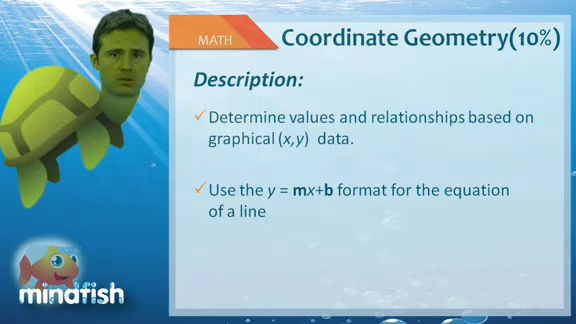 MATH
Coordinate Geometry(10%)
Description:
✓ Determine values and relationships based on
graphical (x,y) data.
✓ Use the y = mx+b format for the equation
of a line
minafish